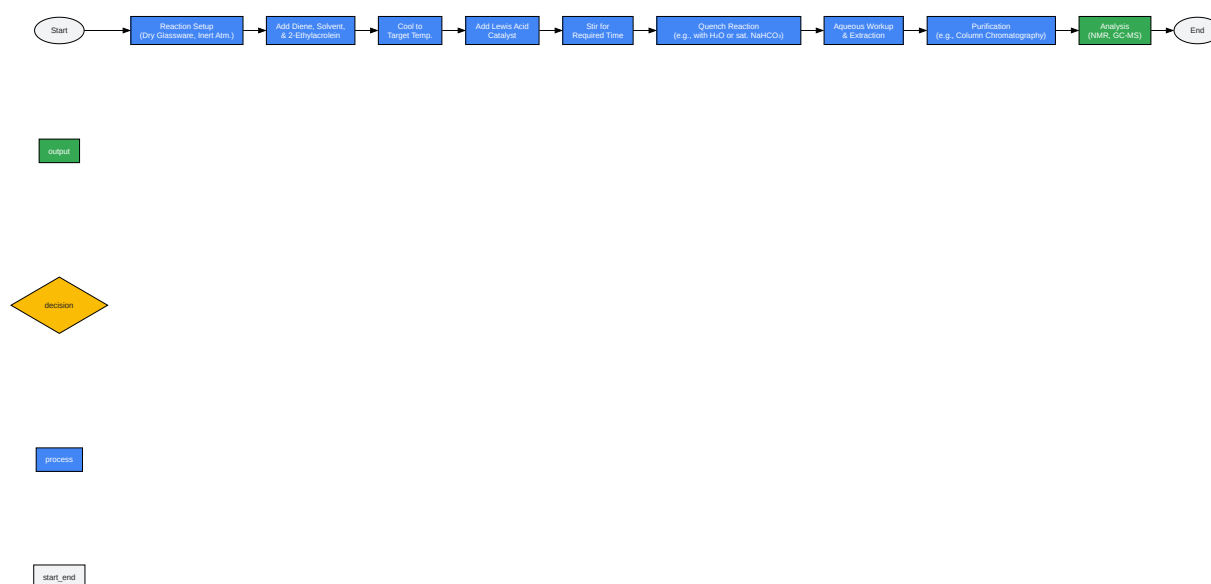 Start
Reaction Setup
(Dry Glassware, Inert Atm.)
Add Diene, Solvent,
& 2-Ethylacrolein
Cool to
Target Temp.
Add Lewis Acid
Catalyst
Stir for
Required Time
Quench Reaction
(e.g., with H₂O or sat. NaHCO₃)
Aqueous Workup
& Extraction
Purification
(e.g., Column Chromatography)
Analysis
(NMR, GC-MS)
End
output
decision
process
start_end